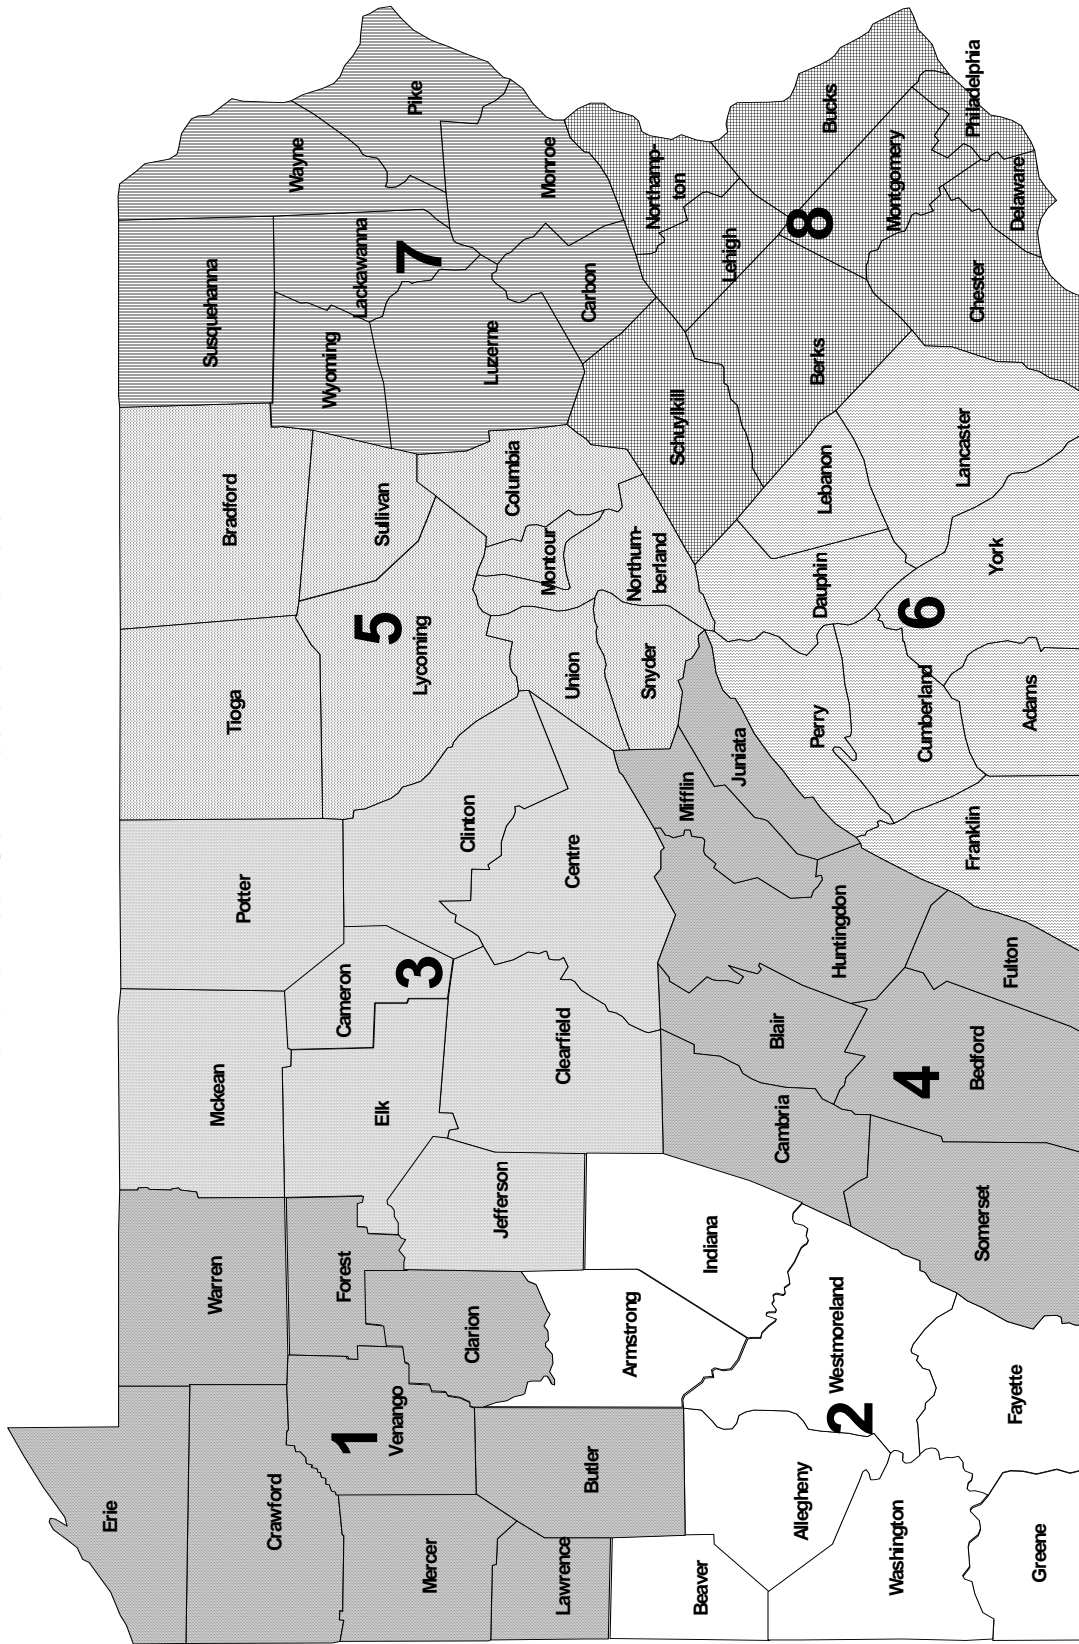 Erie
Warren
Mckean
Potter
Tioga
Bradford
Susquehanna
Wayne
Pike
Crawford
Forest
Elk
Cameron
Sullivan
Wyoming
Lackawanna
1
Venango
3
5
Lycoming
7
Mercer
Clarion
Jefferson
Clinton
Montour
Columbia
Luzerne
Monroe
Lawrence
Butler
Clearfield
Centre
Union
Carbon
Beaver
Armstrong
Indiana
Mifflin
Juniata
Snyder
Northum-
berland
Schuylkill
Northamp-
ton
Lehigh
Allegheny
2
Westmoreland
Cambria
Blair
Huntingdon
Perry
Dauphin
Lebanon
Berks
8
Bucks
Montgomery
Washington
4
Bedford
Cumberland
6
Lancaster
Chester
Philadelphia
Delaware
Greene
Fayette
Somerset
Fulton
Franklin
Adams
York